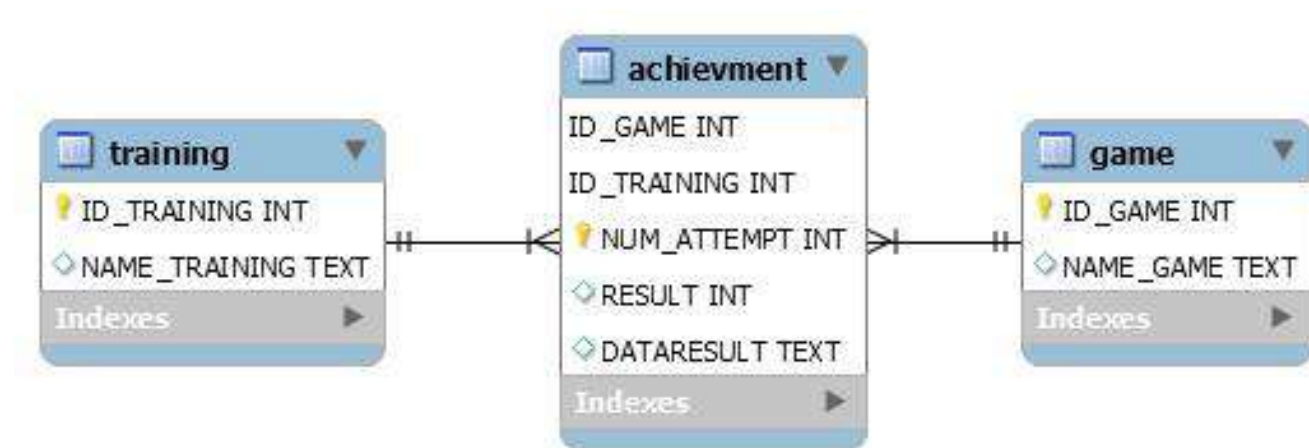 training
ID_TRAINING INT
NAME_TRAINING TEXT
Indexes
achievment
ID_GAME INT
ID_TRAINING INT
NUM_ATTEMPT INT
RESULT INT
DATARESULT TEXT
Indexes
game
ID_GAME INT
NAME_GAME TEXT
Indexes